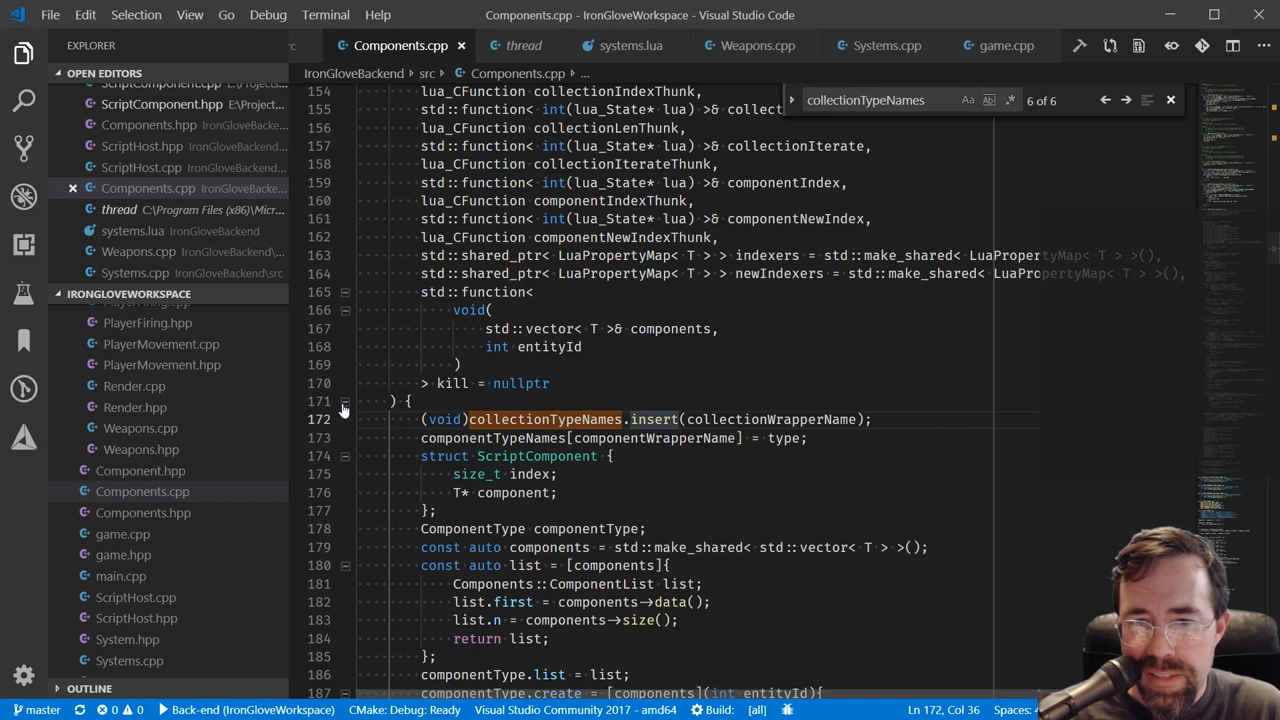 File Edit Selection View Go Debug Terminal Help
Components.cpp - IronGloveWorkspace - Visual Studio Code
EXPLORER
rc Components.cpp × thread systems.lua Weapons.cpp Systems.cpp game.cpp
OPEN EDITORS
ScriptComponent.cpp E:\Projects...
ScriptComponent.hpp E:\Project...
Components.hpp IronGloveBacken...
ScriptHost.hpp IronGloveBackend...
ScriptHost.cpp IronGloveBackend...
Components.cpp IronGloveBacke...
thread C:\Program Files (x86)\Micr...
systems.lua IronGloveBackend
Weapons.cpp IronGloveBackend\...
Systems.cpp IronGloveBackend\src
IRONGLOVEWORKSPACE
PlayerFiring.hpp
PlayerMovement.cpp
PlayerMovement.hpp
Render.cpp
Render.hpp
Weapons.cpp
Weapons.hpp
Component.hpp
Components.cpp
Components.hpp
game.cpp
game.hpp
main.cpp
ScriptHost.cpp
ScriptHost.hpp
System.hpp
Systems.cpp
OUTLINE
IronGloveBackend › src › Components.cpp › ...
collectionTypeNames Aa Abl .* 6 of 6
154 lua_CFunction collectionIndexThunk,
155 std::function< int(lua_State* lua) >& collect
156 lua_CFunction collectionLenThunk,
157 std::function< int(lua_State* lua) >& collectionIterate,
158 lua_CFunction collectionIterateThunk,
159 std::function< int(lua_State* lua) >& componentIndex,
160 lua_CFunction componentIndexThunk,
161 std::function< int(lua_State* lua) >& componentNewIndex,
162 lua_CFunction componentNewIndexThunk,
163 std::shared_ptr< LuaPropertyMap< T > > indexers = std::make_shared< LuaPropertyMap< T > >(),
164 std::shared_ptr< LuaPropertyMap< T > > newIndexers = std::make_shared< LuaPropertyMap< T > >(),
165 std::function<
166 void(
167 std::vector< T >& components,
168 int entityId
169 )
170 > kill = nullptr
171 ) {
172 (void)collectionTypeNames.insert(collectionWrapperName);
173 componentTypeNames[componentWrapperName] = type;
174 struct ScriptComponent {
175 size_t index;
176 T* component;
177 };
178 ComponentType componentType;
179 const auto components = std::make_shared< std::vector< T > >();
180 const auto list = [components]{
181 Components::ComponentList list;
182 list.first = components->data();
183 list.n = components->size();
184 return list;
185 };
186 componentType.list = list;
187 componentType.create = [components](int entityId){
master 0 0 Back-end (IronGloveWorkspace) CMake: Debug: Ready Visual Studio Community 2017 - amd64 Build: [all] Ln 172, Col 36 Spaces: 4